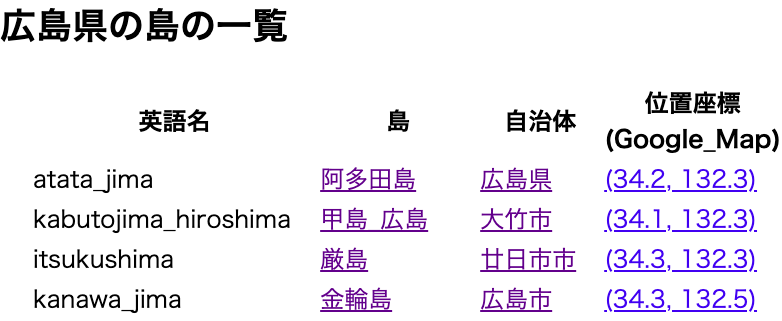 広島県の島の一覧
英語名 島 自治体 位置座標(Google_Map)
atata_jima 阿多田島 広島県 (34.2, 132.3)
kabutojima_hiroshima 甲島_広島 大竹市 (34.1, 132.3)
itsukushima 厳島 廿日市市 (34.3, 132.3)
kanawa_jima 金輪島 広島市 (34.3, 132.5)